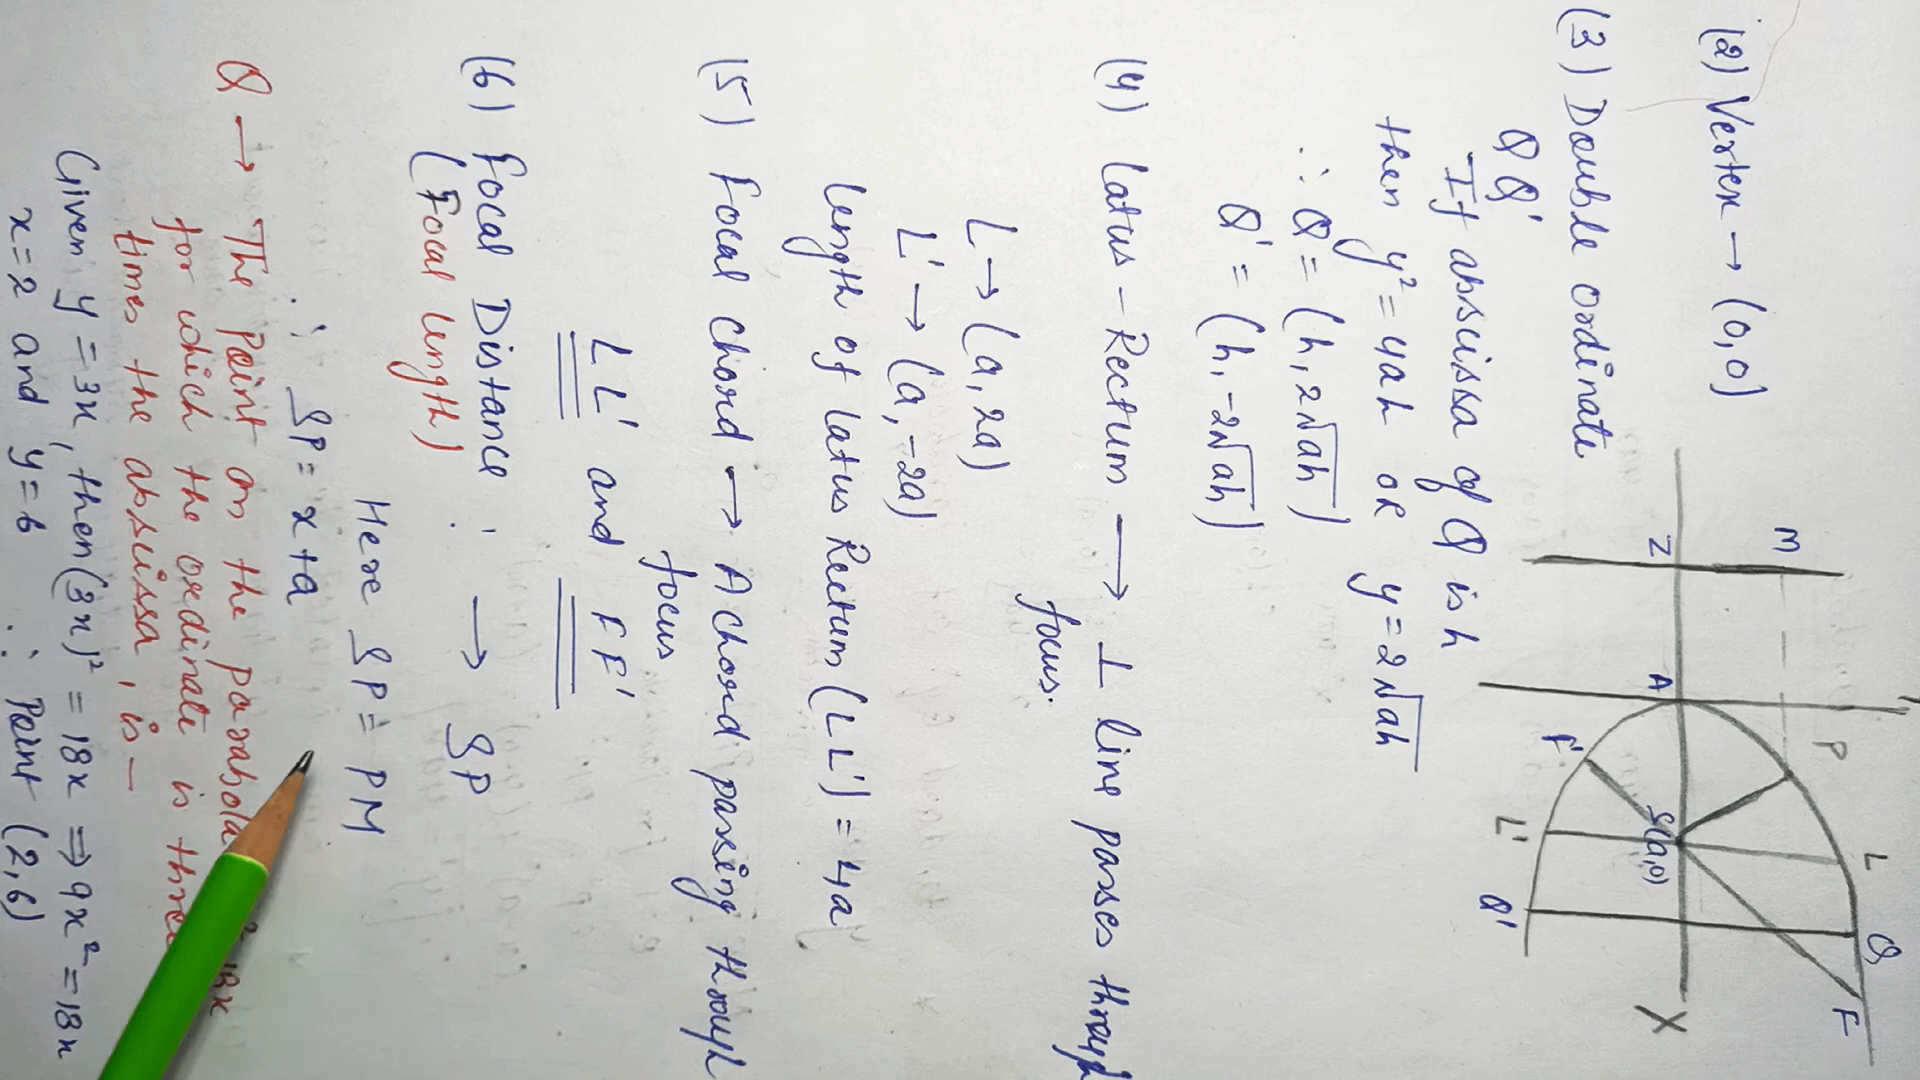 (2) Vertex → (0,0)
(3) Double ordinate
QQ'
If abscissa of Q is h
then y² = 4ah or y = 2√ah
∴ Q = (h, 2√ah)
Q' = (h, -2√ah)
M
Z
A
P
F'
L'
S(a,0)
L
Q'
Q
F
X
(4) Latus-Rectum → ⊥ line passes through
focus.
L → (a, 2a)
L' → (a, -2a)
length of latus Rectum (LL') = 4a
(5) Focal Chord → A chord passing through
focus
LL' and FF'
(6) Focal Distance : → SP
(Focal length)
Here SP = PM
∴ SP = x+a
Q → The Point on the parabola 18x
for which the ordinate is three
times the abscissa, is -
Given y = 3x, then (3x)² = 18x ⇒ 9x² = 18x
x = 2 and y = 6 ∴ Point (2,6)